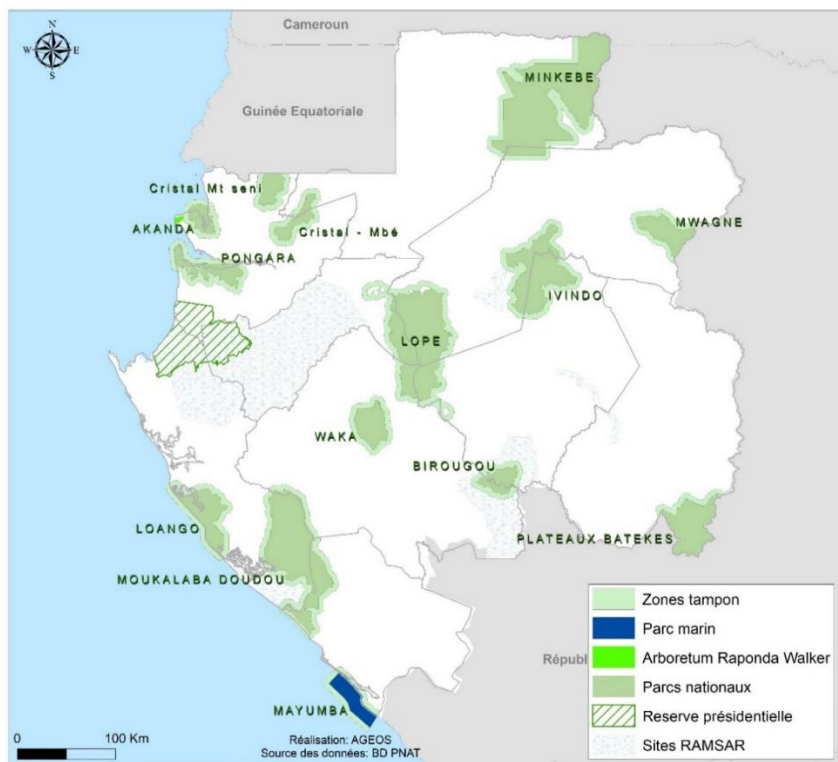 Cameroun
N
W
E
S
MINKEBE
Guinée Equatoriale
Cristal Mt seni
AKANDA
Cristal - Mbé
MWAGNE
PONGARA
IVINDO
LOPE
WAKA
BIROUGOU
LOANGO
PLATEAUX BATEKES
MOUKALABA DOUDOU
MAYUMBA
Républ
Zones tampon
Parc marin
Arboretum Raponda Walker
Parcs nationaux
Reserve présidentielle
Sites RAMSAR
0
100 Km
Réalisation: AGEOS
Source des données: BD PNAT